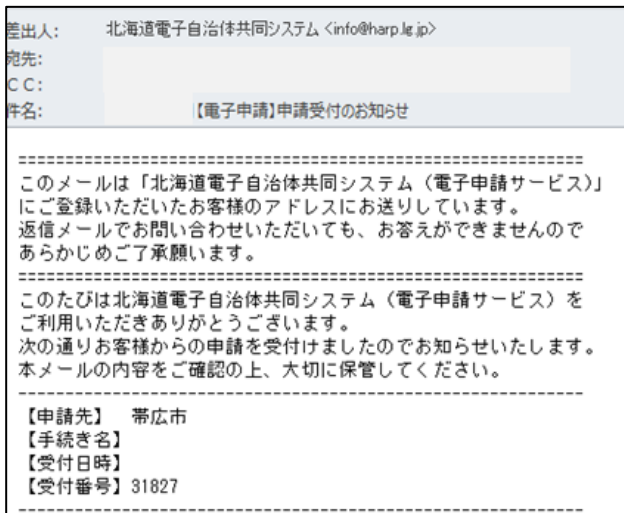 差出人: 北海道電子自治体共同システム <info@harp.lg.jp>
宛先:
CC:
件名: 【電子申請】申請受付のお知らせ
============================================================
このメールは「北海道電子自治体共同システム（電子申請サービス）」
にご登録いただいたお客様のアドレスにお送りしています。
返信メールでお問い合わせいただいても、お答えができませんので
あらかじめご了承願います。
============================================================
このたびは北海道電子自治体共同システム（電子申請サービス）を
ご利用いただきありがとうございます。
次の通りお客様からの申請を受付けましたのでお知らせいたします。
本メールの内容をご確認の上、大切に保管してください。
------------------------------------------------------------
【申請先】 帯広市
【手続き名】
【受付日時】
【受付番号】31827
------------------------------------------------------------